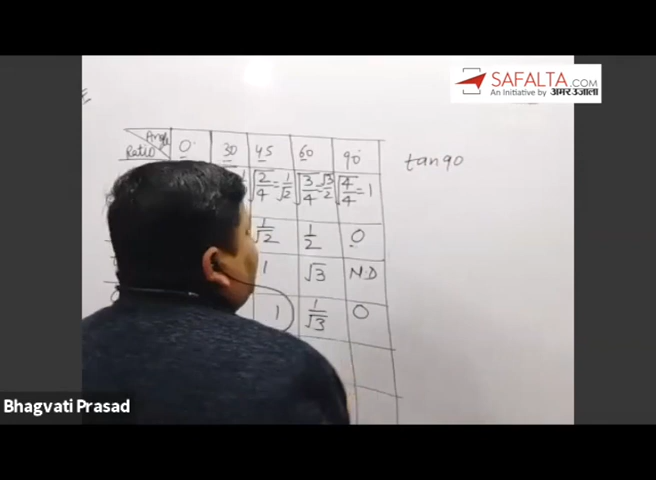 SAFALTA.COM
An Initiative by अमर उजाला
Angle
Ratio 0° 30 45 60 90°
√2/4 = 1/√2 √3/4 = √3/2 √4/4 = 1
1/√2 1/2 0
1 √3 N.D
1 1/√3 0
tan90
Bhagvati Prasad